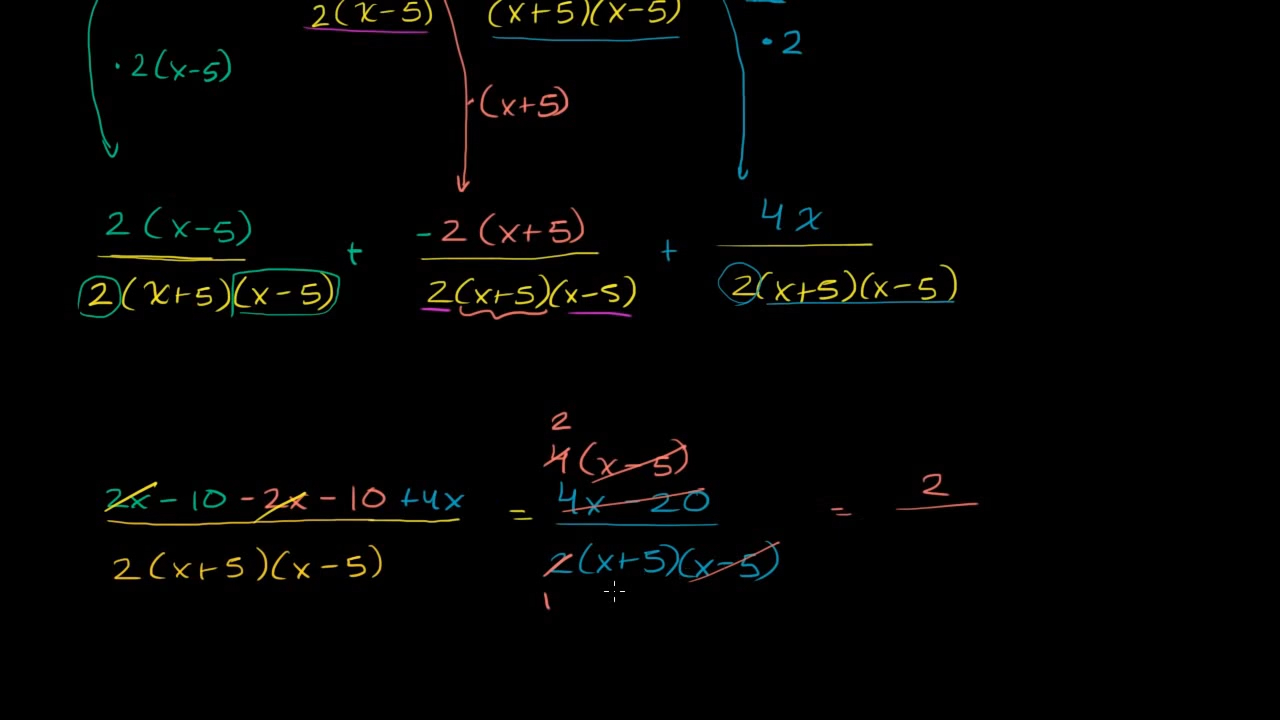 2(x-5) (x+5)(x-5)
· 2
· 2(x-5)
· (x+5)
2(x-5) -2(x+5) 4x
+ +
2(x+5)(x-5) 2(x+5)(x-5) 2(x+5)(x-5)
2
4(x-5)
2x - 10 - 2x - 10 + 4x = 4x - 20 = 2
2(x+5)(x-5) 2(x+5)(x-5)
1